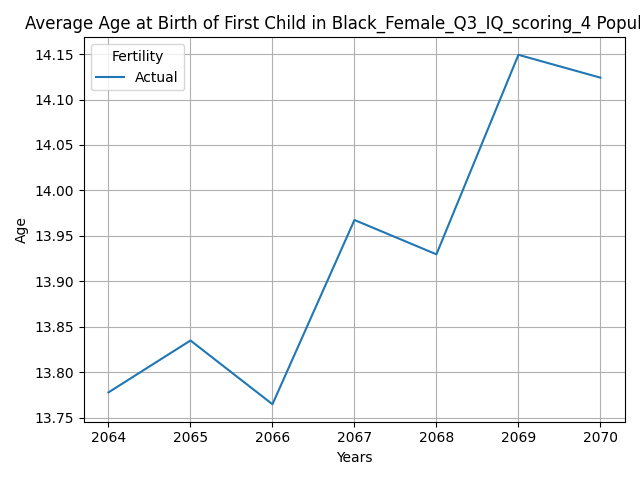 Average Age at Birth of First Child in Black_Female_Q3_IQ_scoring_4 Popul
Fertility
Actual
14.15
14.10
14.05
14.00
13.95
13.90
13.85
13.80
13.75
Age
2064 2065 2066 2067 2068 2069 2070
Years